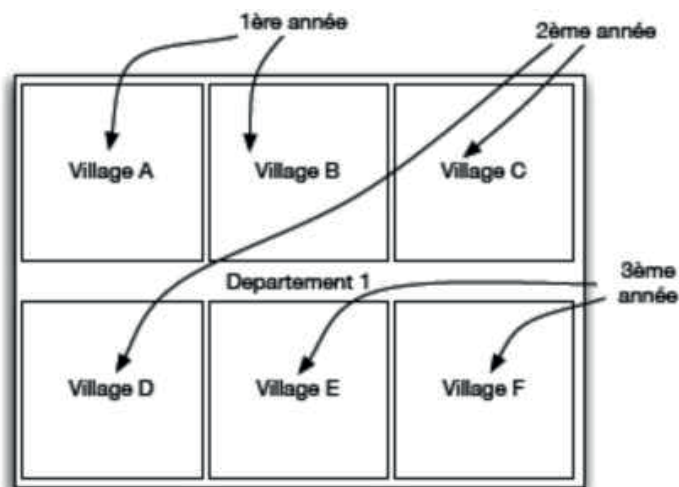 1ère année
2ème année
Village A
Village B
Village C
Departement 1
3ème
année
Village D
Village E
Village F